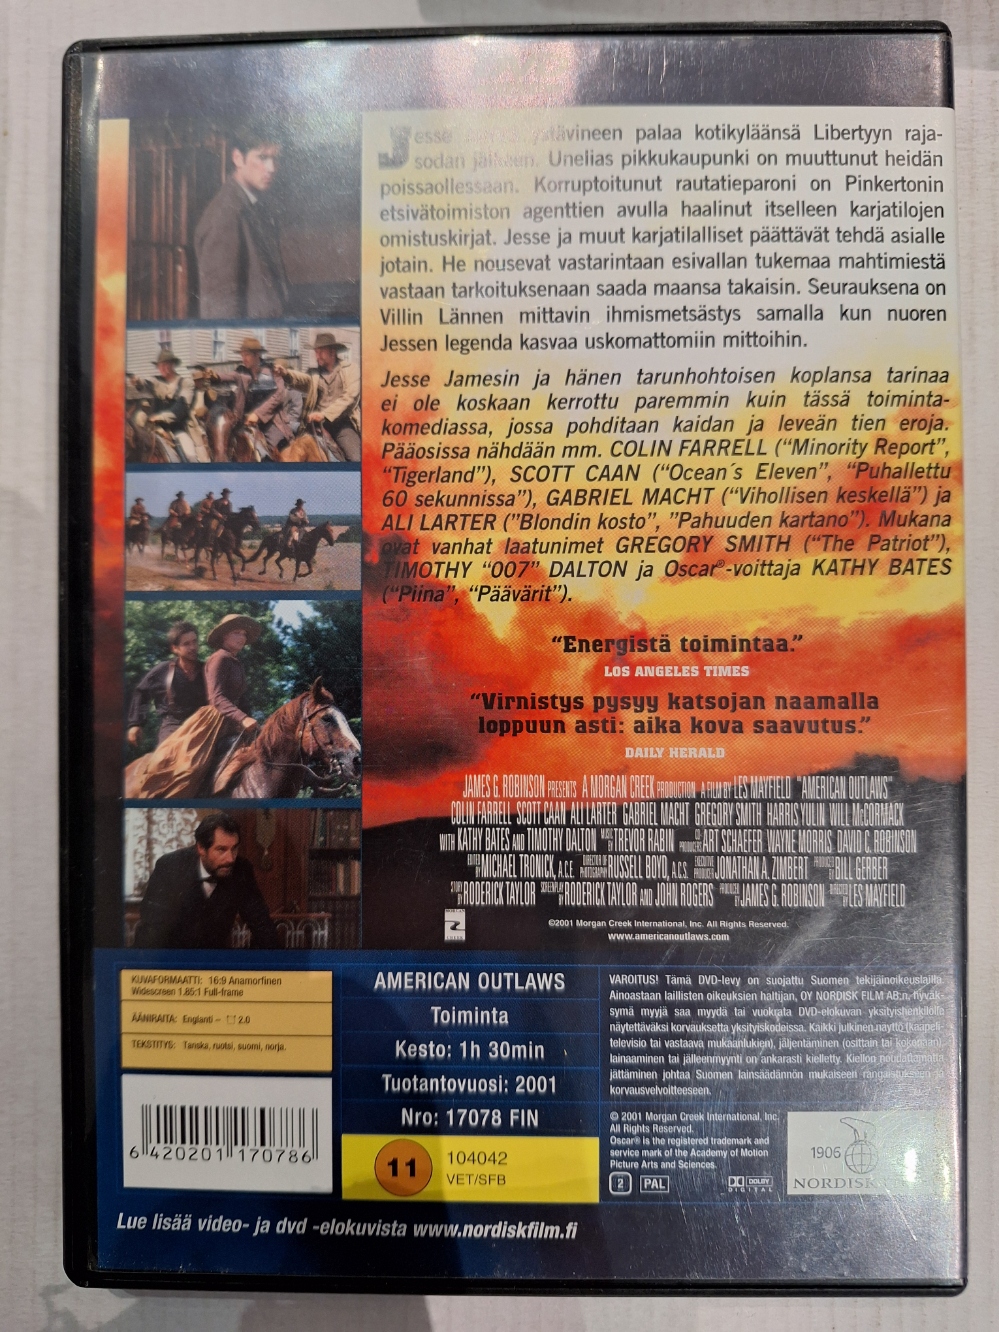 Jesse ystävineen palaa kotikyläänsä Libertyyn raja-
sodan jälkeen. Unelias pikkukaupunki on muuttunut heidän
poissaollessaan. Korruptoitunut rautatieparoni on Pinkertonin
etsivätoimiston agenttien avulla haalinut itselleen karjatilojen
omistuskirjat. Jesse ja muut karjatilalliset päättävät tehdä asialle
jotain. He nousevat vastarintaan esivallan tukemaa mahtimiestä
vastaan tarkoituksenaan saada maansa takaisin. Seurauksena on
Villin Lännen mittavin ihmismetsästys samalla kun nuoren
Jessen legenda kasvaa uskomattomiin mittoihin.
Jesse Jamesin ja hänen tarunhohtoisen koplansa tarinaa
ei ole koskaan kerrottu paremmin kuin tässä toiminta-
komediassa, jossa pohditaan kaidan ja leveän tien eroja.
Pääosissa nähdään mm. COLIN FARRELL ("Minority Report",
"Tigerland"), SCOTT CAAN ("Ocean´s Eleven", "Puhallettu
60 sekunnissa"), GABRIEL MACHT ("Vihollisen keskellä") ja
ALI LARTER ("Blondin kosto", "Pahuuden kartano"). Mukana
ovat vanhat laatunimet GREGORY SMITH ("The Patriot"),
TIMOTHY "007" DALTON ja Oscar®-voittaja KATHY BATES
("Piina", "Päävärit").
"Energistä toimintaa."
LOS ANGELES TIMES
"Virnistys pysyy katsojan naamalla
loppuun asti: aika kova saavutus."
DAILY HERALD
JAMES G. ROBINSON PRESENTS A MORGAN CREEK PRODUCTION A FILM BY LES MAYFIELD "AMERICAN OUTLAWS"
COLIN FARRELL SCOTT CAAN ALI LARTER GABRIEL MACHT GREGORY SMITH HARRIS YULIN WILL McCORMACK
WITH KATHY BATES AND TIMOTHY DALTON MUSIC BY TREVOR RABIN CO-PRODUCERS ART SCHAEFER WAYNE MORRIS DAVID C. ROBINSON
EDITED BY MICHAEL TRONICK, A.C.E. DIRECTOR OF PHOTOGRAPHY RUSSELL BOYD, A.C.S. EXECUTIVE PRODUCER JONATHAN A. ZIMBERT PRODUCED BY BILL GERBER
STORY BY RODERICK TAYLOR SCREENPLAY BY RODERICK TAYLOR AND JOHN ROGERS PRODUCED BY JAMES G. ROBINSON DIRECTED BY LES MAYFIELD
©2001 Morgan Creek International, Inc. All Rights Reserved.
www.americanoutlaws.com
KUVAFORMAATTI: 16:9 Anamorfinen
Widescreen 1.85:1 Full-frame
ÄÄNIRAITA: Englanti – 2.0
TEKSTITYS: Tanska, ruotsi, suomi, norja.
6 420201 170786
AMERICAN OUTLAWS
Toiminta
Kesto: 1h 30min
Tuotantovuosi: 2001
Nro: 17078 FIN
11
104042
VET/SFB
VAROITUS! Tämä DVD-levy on suojattu Suomen tekijäinoikeuslailla.
Ainoastaan laillisten oikeuksien haltijan, OY NORDISK FILM AB:n, hyväk-
symä myyjä saa myydä tai vuokrata DVD-elokuvan yksityishenkilölle
näytettäväksi korvauksetta yksityiskodeissa. Kaikki julkinen näyttö (kaapeli-
televisio tai vastaava mukaanlukien), jäljentäminen (osittain tai kokonaan),
lainaaminen tai jälleenmyynti on ankarasti kielletty. Kiellon noudattamatta
jättäminen johtaa Suomen lainsäädännön mukaiseen rangaistukseen ja
korvausvelvoitteeseen.
© 2001 Morgan Creek International, Inc.
All Rights Reserved.
Oscar® is the registered trademark and
service mark of the Academy of Motion
Picture Arts and Sciences.
2 PAL
DOLBY
DIGITAL
1906
NORDISK
Lue lisää video- ja dvd -elokuvista www.nordiskfilm.fi